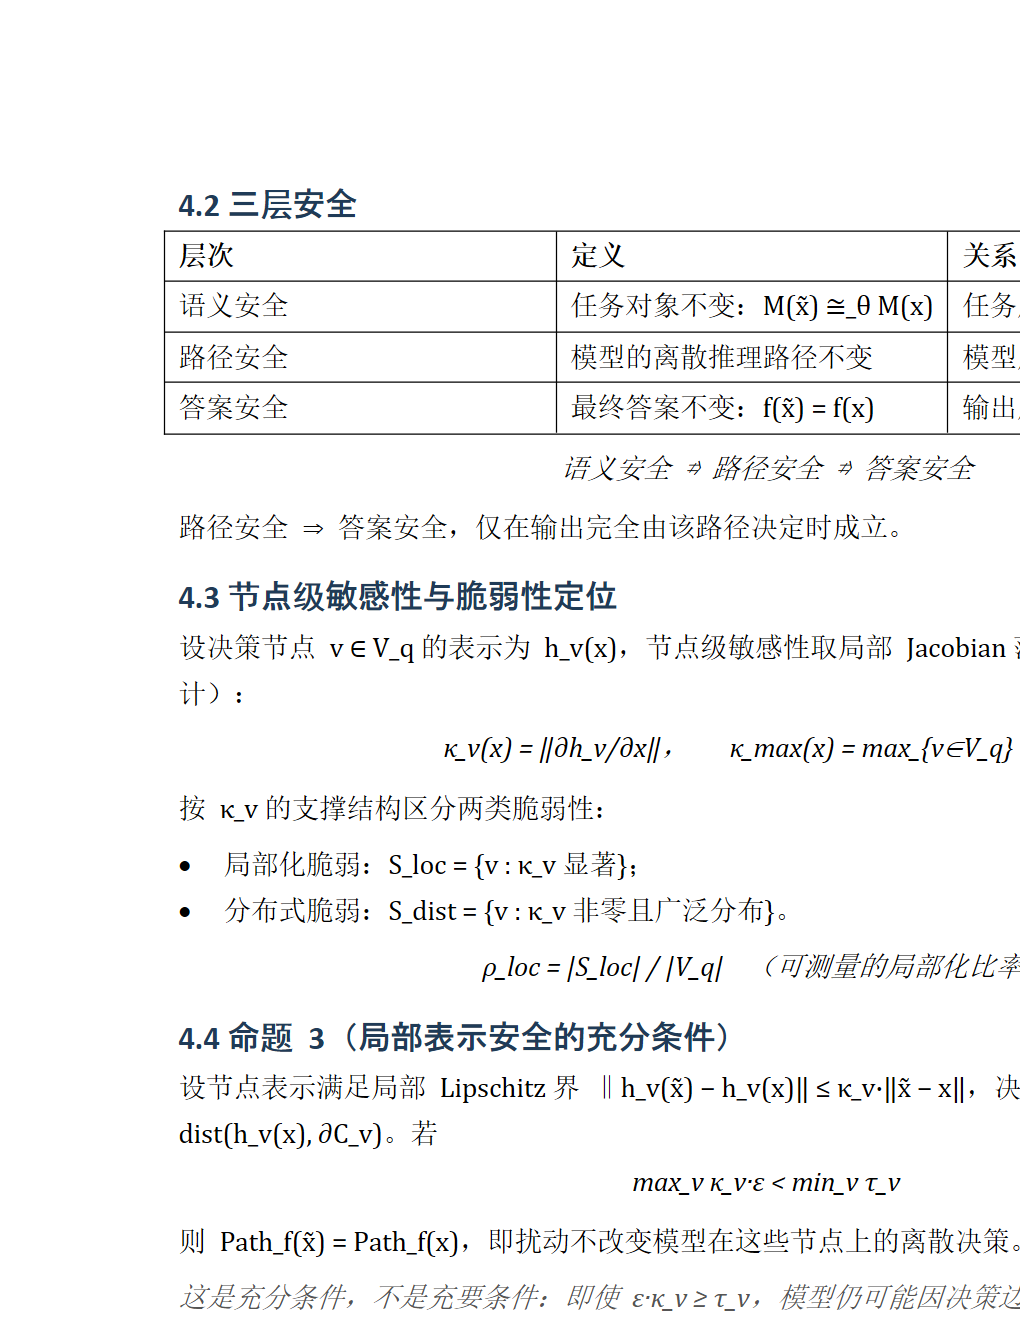 4.2 三层安全
层次 定义 关系
语义安全 任务对象不变：M(x̃) ≅_θ M(x) 任务
路径安全 模型的离散推理路径不变 模型
答案安全 最终答案不变：f(x̃) = f(x) 输出
语义安全 ⇏ 路径安全 ⇏ 答案安全
路径安全 ⇒ 答案安全，仅在输出完全由该路径决定时成立。
4.3 节点级敏感性与脆弱性定位
设决策节点 v ∈ V_q 的表示为 h_v(x)，节点级敏感性取局部 Jacobian
计）：
κ_v(x) = ‖∂h_v/∂x‖， κ_max(x) = max_{v∈V_q}
按 κ_v 的支撑结构区分两类脆弱性：
• 局部化脆弱：S_loc = {v : κ_v 显著}；
• 分布式脆弱：S_dist = {v : κ_v 非零且广泛分布}。
ρ_loc = |S_loc| / |V_q| （可测量的局部化比率
4.4 命题 3（局部表示安全的充分条件）
设节点表示满足局部 Lipschitz 界 ‖h_v(x̃) − h_v(x)‖ ≤ κ_v·‖x̃ − x‖，决
dist(h_v(x), ∂C_v)。若
max_v κ_v·ε < min_v τ_v
则 Path_f(x̃) = Path_f(x)，即扰动不改变模型在这些节点上的离散决策。
这是充分条件，不是充要条件：即使 ε·κ_v ≥ τ_v，模型仍可能因决策边